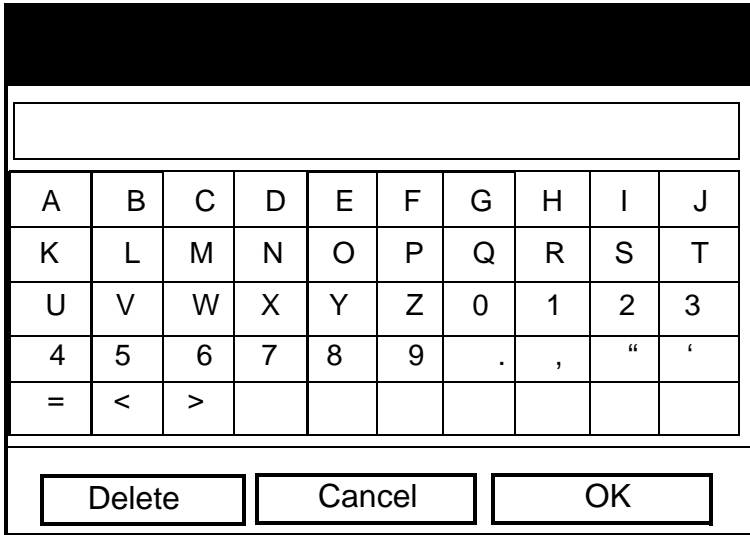 A B C D E F G H I J
K L M N O P Q R S T
U V W X Y Z 0 1 2 3
4 5 6 7 8 9 . , “ ‘
= < >
Delete Cancel OK